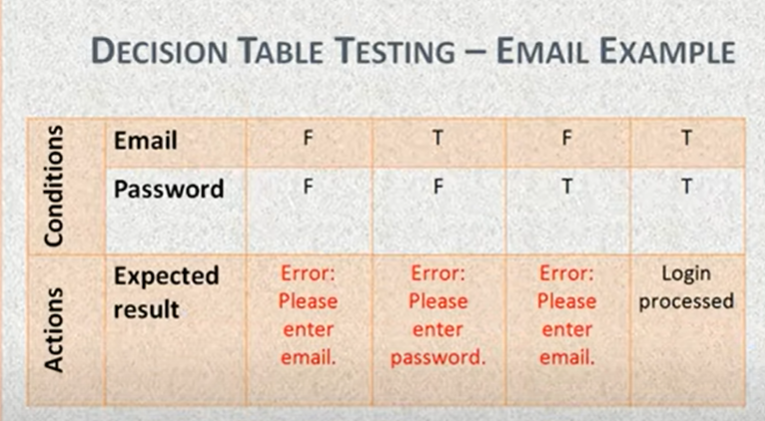 DECISION TABLE TESTING – EMAIL EXAMPLE
Conditions
Email F T F T
Password F F T T
Actions
Expected Error: Error: Error: Login
result Please Please Please processed
enter enter enter
email. password. email.